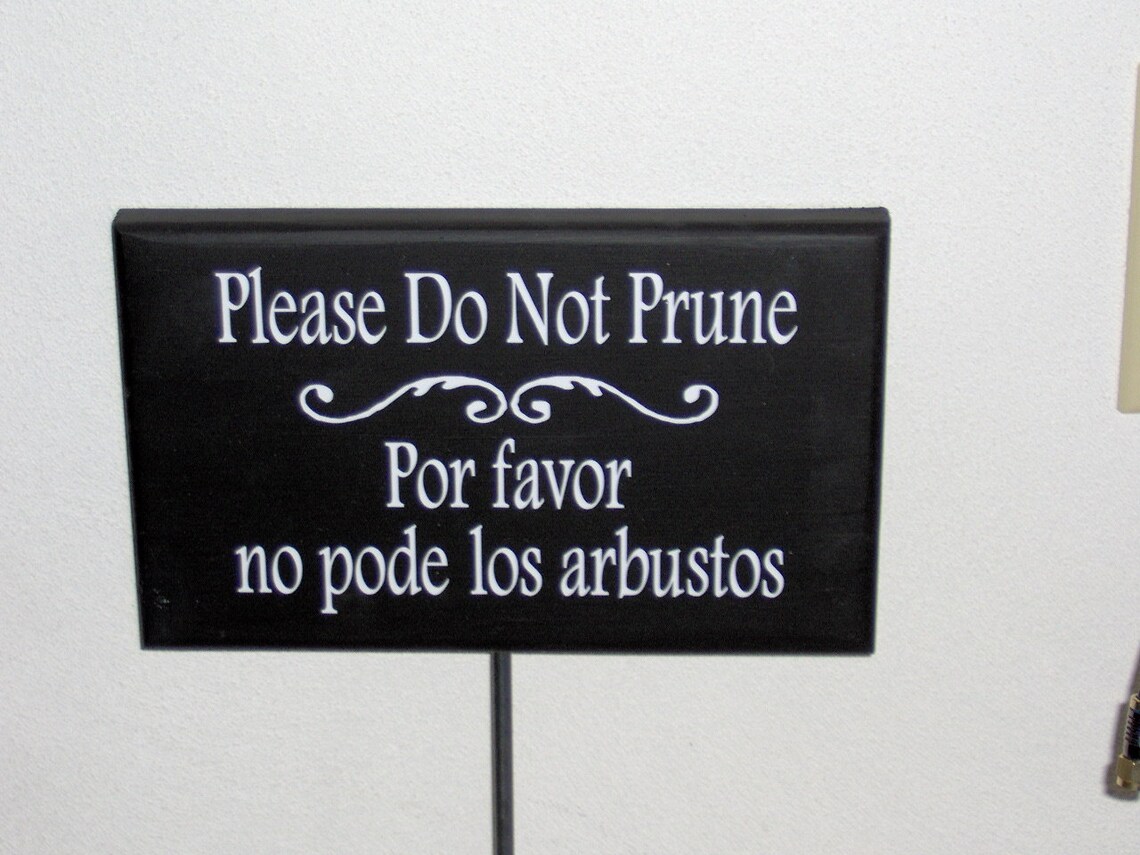 Please Do Not Prune
Por favor
no pode los arbustos